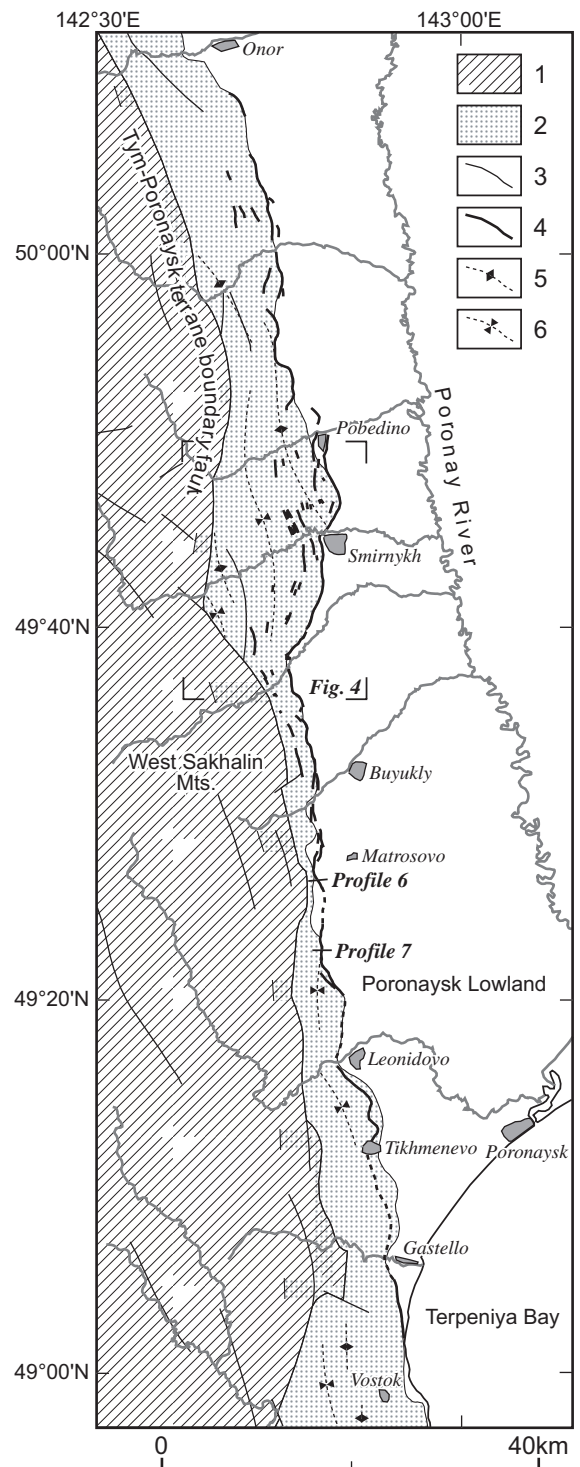 142°30'E 143°00'E
Onor
1
2
3
4
5
6
Tym-Poronaysk terrane boundary fault
50°00'N
Poronay River
Pobedino
Smirnykh
49°40'N
Fig. 4
West Sakhalin
Mts.
Buyukly
Matrosovo
Profile 6
Profile 7
49°20'N
Poronaysk Lowland
Leonidovo
Tikhmenevo
Poronaysk
Gastello
Terpeniya Bay
49°00'N
Vostok
0 40km